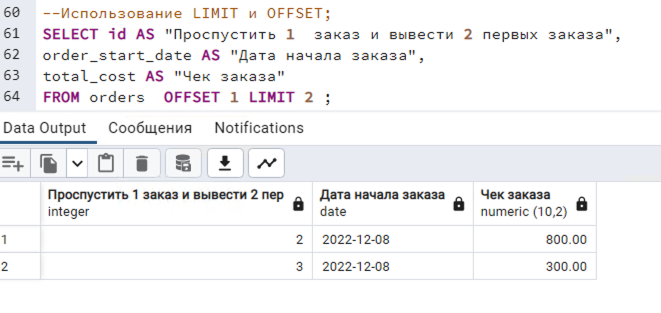 60 --Использование LIMIT и OFFSET;
61 SELECT id AS "Проспустить 1  заказ и вывести 2 первых заказа",
62 order_start_date AS "Дата начала заказа",
63 total_cost AS "Чек заказа"
64 FROM orders  OFFSET 1 LIMIT 2 ;
Data Output Сообщения Notifications
Проспустить 1 заказ и вывести 2 пер Дата начала заказа Чек заказа
integer date numeric (10,2)
1 2 2022-12-08 800.00
2 3 2022-12-08 300.00